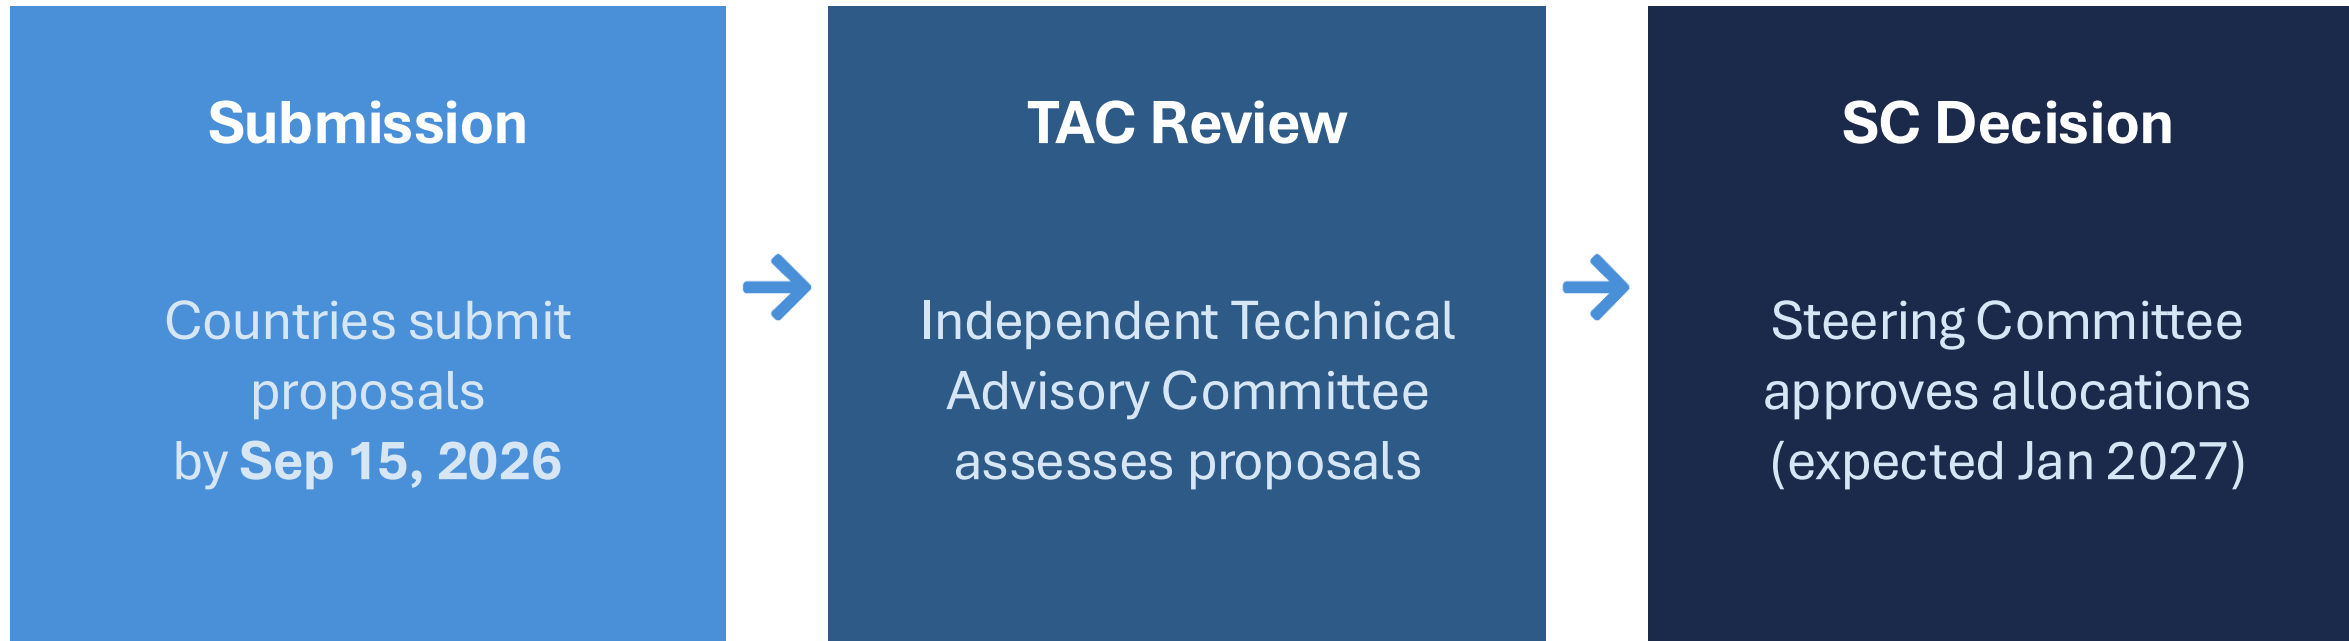 Submission
Countries submit
proposals
by Sep 15, 2026
TAC Review
Independent Technical
Advisory Committee
assesses proposals
SC Decision
Steering Committee
approves allocations
(expected Jan 2027)